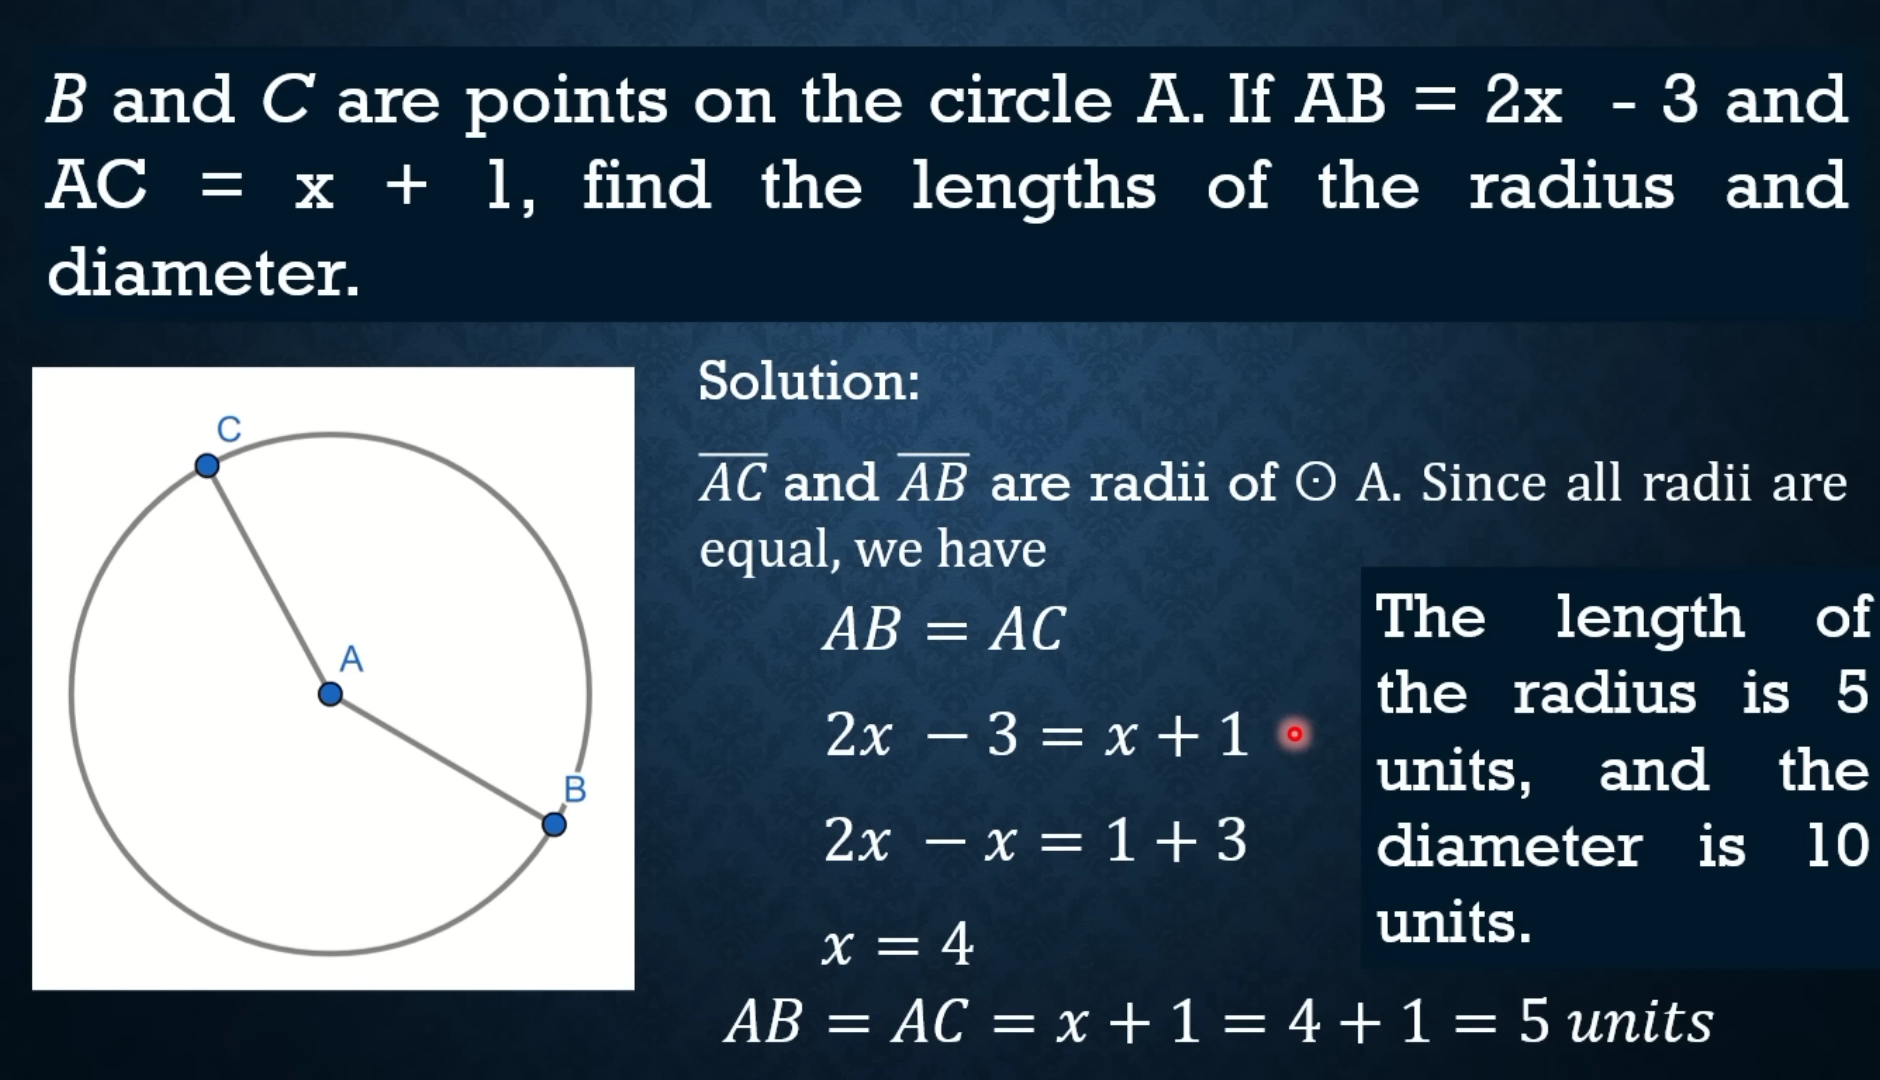 B and C are points on the circle A. If AB = 2x - 3 and
AC = x + 1, find the lengths of the radius and
diameter.
C
A
B
Solution:
A̅C̅ and A̅B̅ are radii of ⊙ A. Since all radii are
equal, we have
AB = AC
2x − 3 = x + 1
2x − x = 1 + 3
x = 4
AB = AC = x + 1 = 4 + 1 = 5 units
The length of
the radius is 5
units, and the
diameter is 10
units.